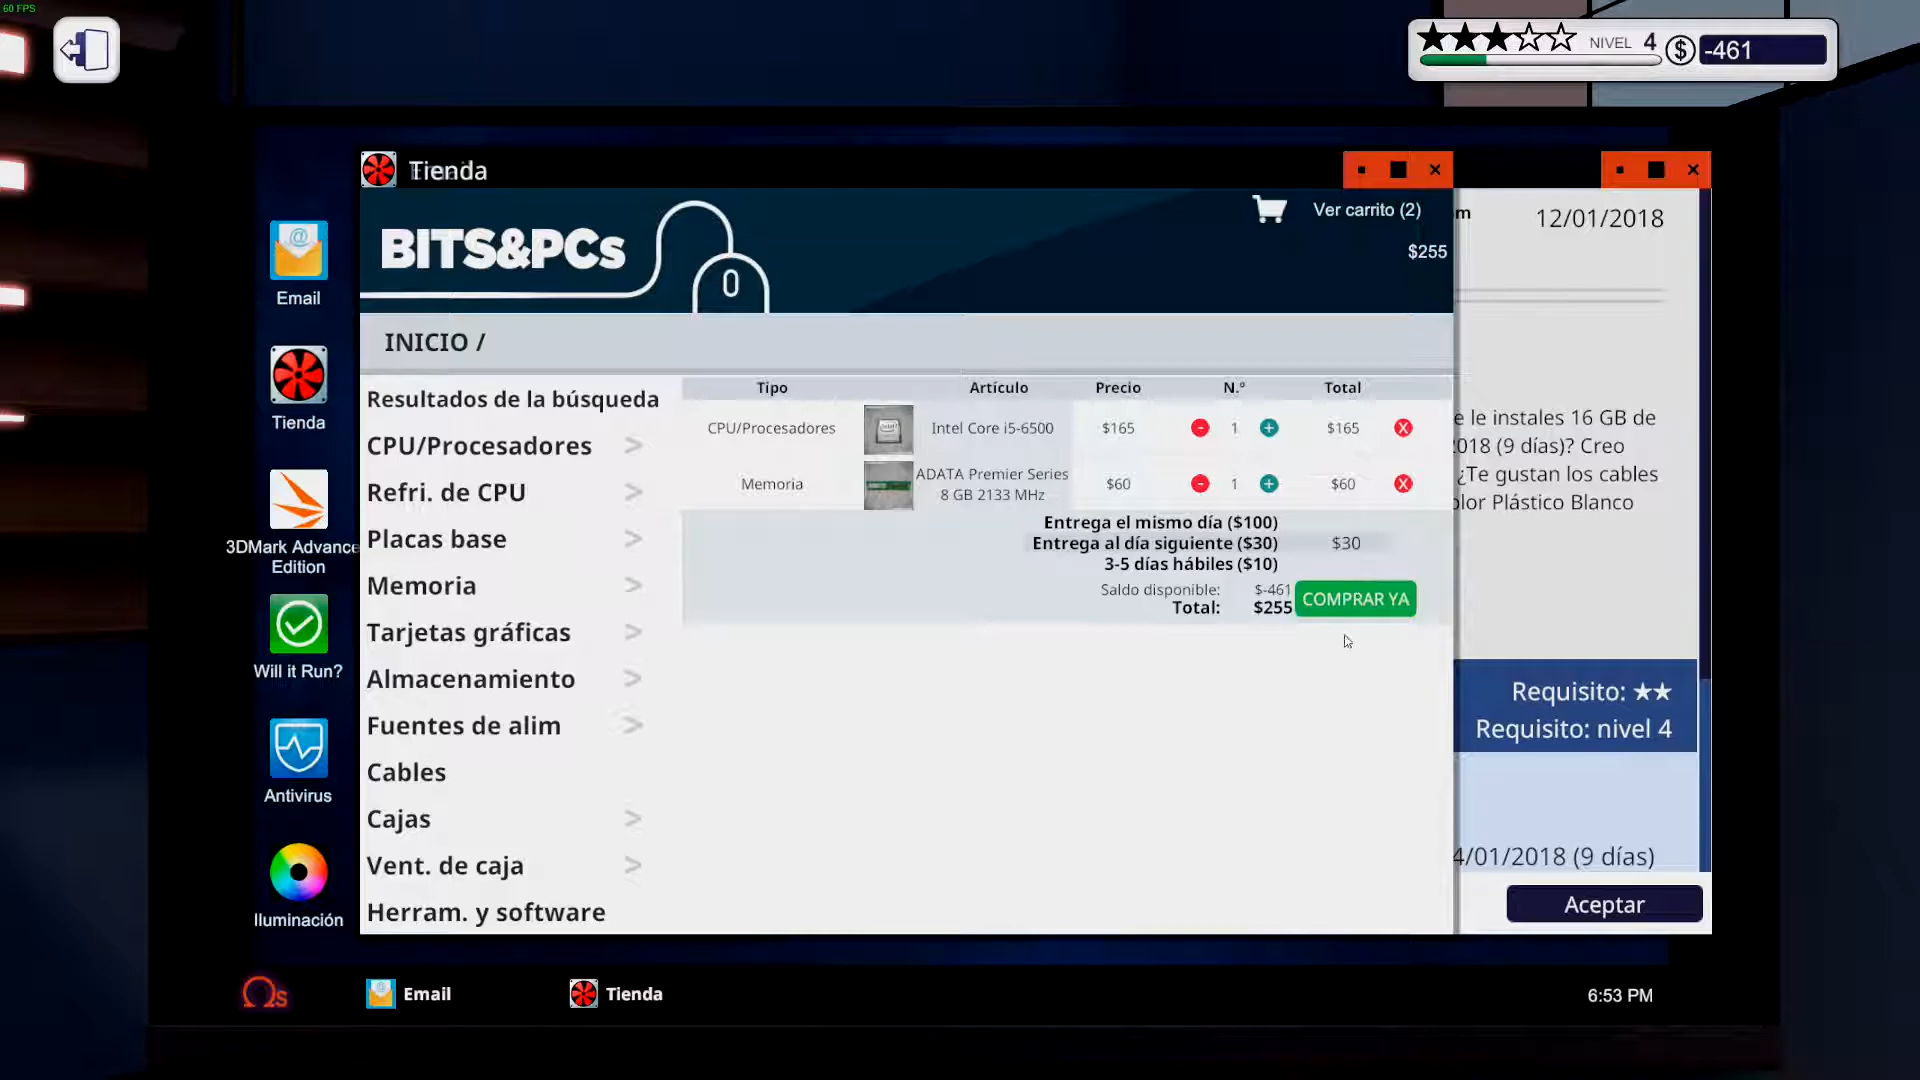 60 FPS
NIVEL 4 $ -461
Tienda
BITS&PCs
Ver carrito (2)
$255
m
12/01/2018
INICIO /
Resultados de la búsqueda
CPU/Procesadores >
Refri. de CPU >
Placas base >
Memoria >
Tarjetas gráficas >
Almacenamiento >
Fuentes de alim >
Cables
Cajas >
Vent. de caja >
Herram. y software
Tipo Artículo Precio N.º Total
CPU/Procesadores Intel Core i5-6500 $165 - 1 + $165 X
Memoria ADATA Premier Series
8 GB 2133 MHz $60 - 1 + $60 X
Entrega el mismo día ($100)
Entrega al día siguiente ($30) $30
3-5 días hábiles ($10)
Saldo disponible: $-461
Total: $255
COMPRAR YA
e le instales 16 GB de
018 (9 días)? Creo
¿Te gustan los cables
olor Plástico Blanco
Requisito: ★★
Requisito: nivel 4
4/01/2018 (9 días)
Aceptar
Email
Tienda
3DMark Advance
Edition
Will it Run?
Antivirus
Iluminación
Ωs
Email
Tienda
6:53 PM